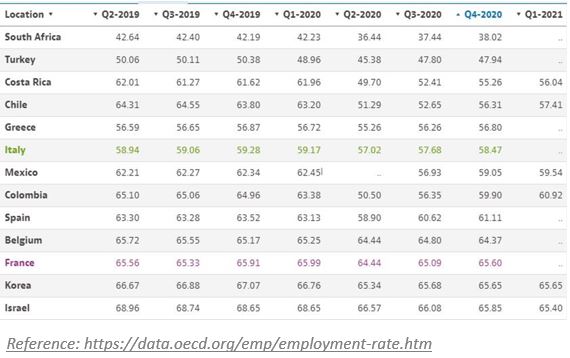 Location Q2-2019 Q3-2019 Q4-2019 Q1-2020 Q2-2020 Q3-2020 Q4-2020 Q1-2021
South Africa 42.64 42.40 42.19 42.23 36.44 37.44 38.02 ..
Turkey 50.06 50.11 50.38 48.96 45.38 47.80 47.94 ..
Costa Rica 62.01 61.27 61.62 61.96 49.70 52.41 55.26 56.04
Chile 64.31 64.55 63.80 63.20 51.29 52.65 56.31 57.41
Greece 56.59 56.65 56.87 56.72 55.26 56.26 56.80 ..
Italy 58.94 59.06 59.28 59.17 57.02 57.68 58.47 ..
Mexico 62.21 62.27 62.34 62.45 .. 56.93 59.05 59.54
Colombia 65.10 65.06 64.96 63.38 50.50 56.35 59.90 60.92
Spain 63.30 63.28 63.52 63.13 58.90 60.62 61.11 ..
Belgium 65.72 65.55 65.17 65.25 64.44 64.80 64.37 ..
France 65.56 65.33 65.91 65.99 64.44 65.09 65.60 ..
Korea 66.67 66.88 67.07 66.76 65.34 65.68 65.65 65.65
Israel 68.96 68.74 68.65 68.65 66.57 66.08 65.85 65.40
Reference: https://data.oecd.org/emp/employment-rate.htm